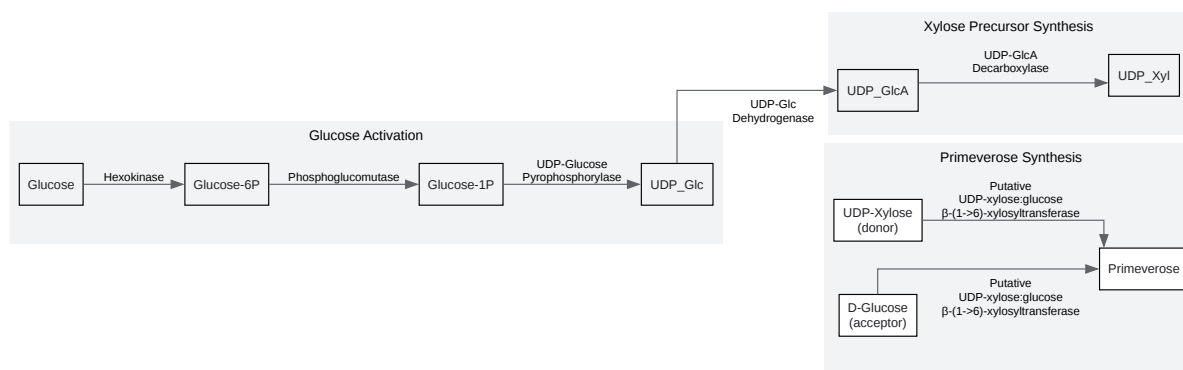 Xylose Precursor Synthesis
UDP-GlcA
Decarboxylase
UDP_GlcA
UDP_Xyl
UDP-Glc
Dehydrogenase
Glucose Activation
Glucose
Hexokinase
Glucose-6P
Phosphoglucomutase
Glucose-1P
UDP-Glucose
Pyrophosphorylase
UDP_Glc
Primeverose Synthesis
UDP-Xylose
(donor)
Putative
UDP-xylose:glucose
β-(1->6)-xylosyltransferase
Primeverose
D-Glucose
(acceptor)
Putative
UDP-xylose:glucose
β-(1->6)-xylosyltransferase